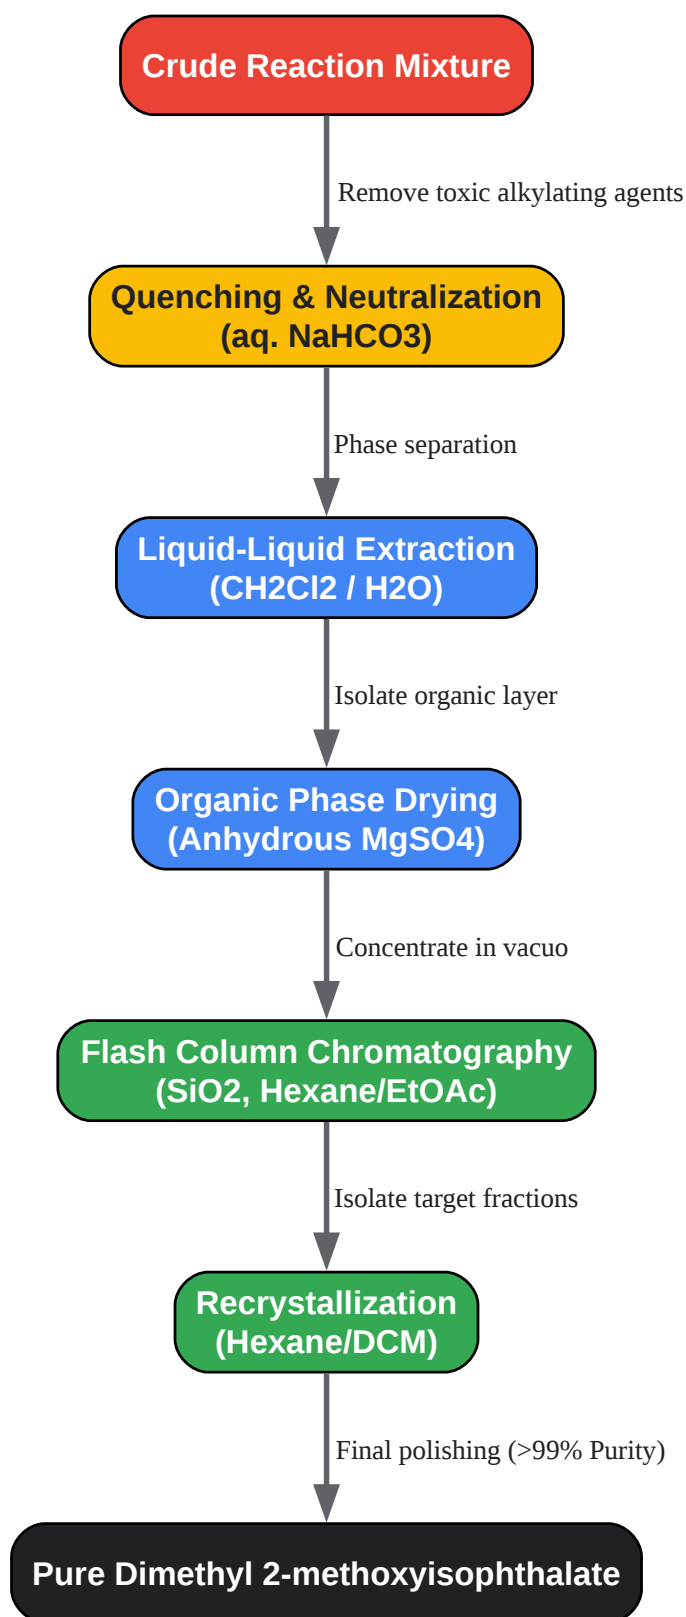 Crude Reaction Mixture
Remove toxic alkylating agents
Quenching & Neutralization
(aq. NaHCO3)
Phase separation
Liquid-Liquid Extraction
(CH2Cl2 / H2O)
Isolate organic layer
Organic Phase Drying
(Anhydrous MgSO4)
Concentrate in vacuo
Flash Column Chromatography
(SiO2, Hexane/EtOAc)
Isolate target fractions
Recrystallization
(Hexane/DCM)
Final polishing (>99% Purity)
Pure Dimethyl 2-methoxyisophthalate